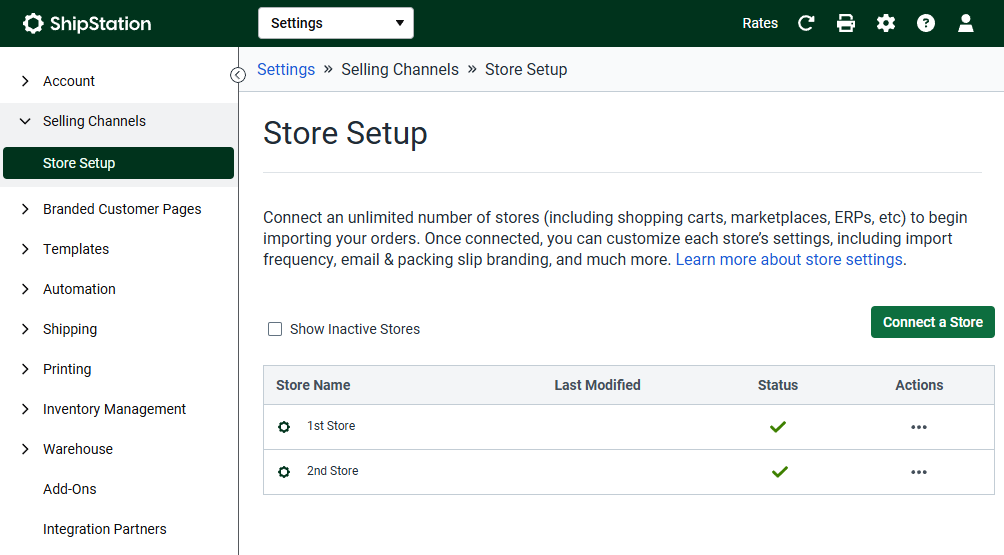 ShipStation
Settings
Rates
Account
Selling Channels
Store Setup
Branded Customer Pages
Templates
Automation
Shipping
Printing
Inventory Management
Warehouse
Add-Ons
Integration Partners
Settings » Selling Channels » Store Setup
Store Setup
Connect an unlimited number of stores (including shopping carts, marketplaces, ERPs, etc) to begin
importing your orders. Once connected, you can customize each store’s settings, including import
frequency, email & packing slip branding, and much more. Learn more about store settings.
Show Inactive Stores
Connect a Store
Store Name Last Modified Status Actions
1st Store
2nd Store